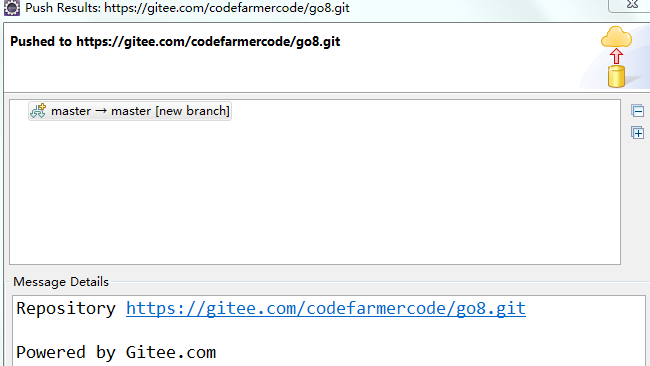 Push Results: https://gitee.com/codefarmercode/go8.git
Pushed to https://gitee.com/codefarmercode/go8.git
master → master [new branch]
Message Details
Repository https://gitee.com/codefarmercode/go8.git
Powered by Gitee.com